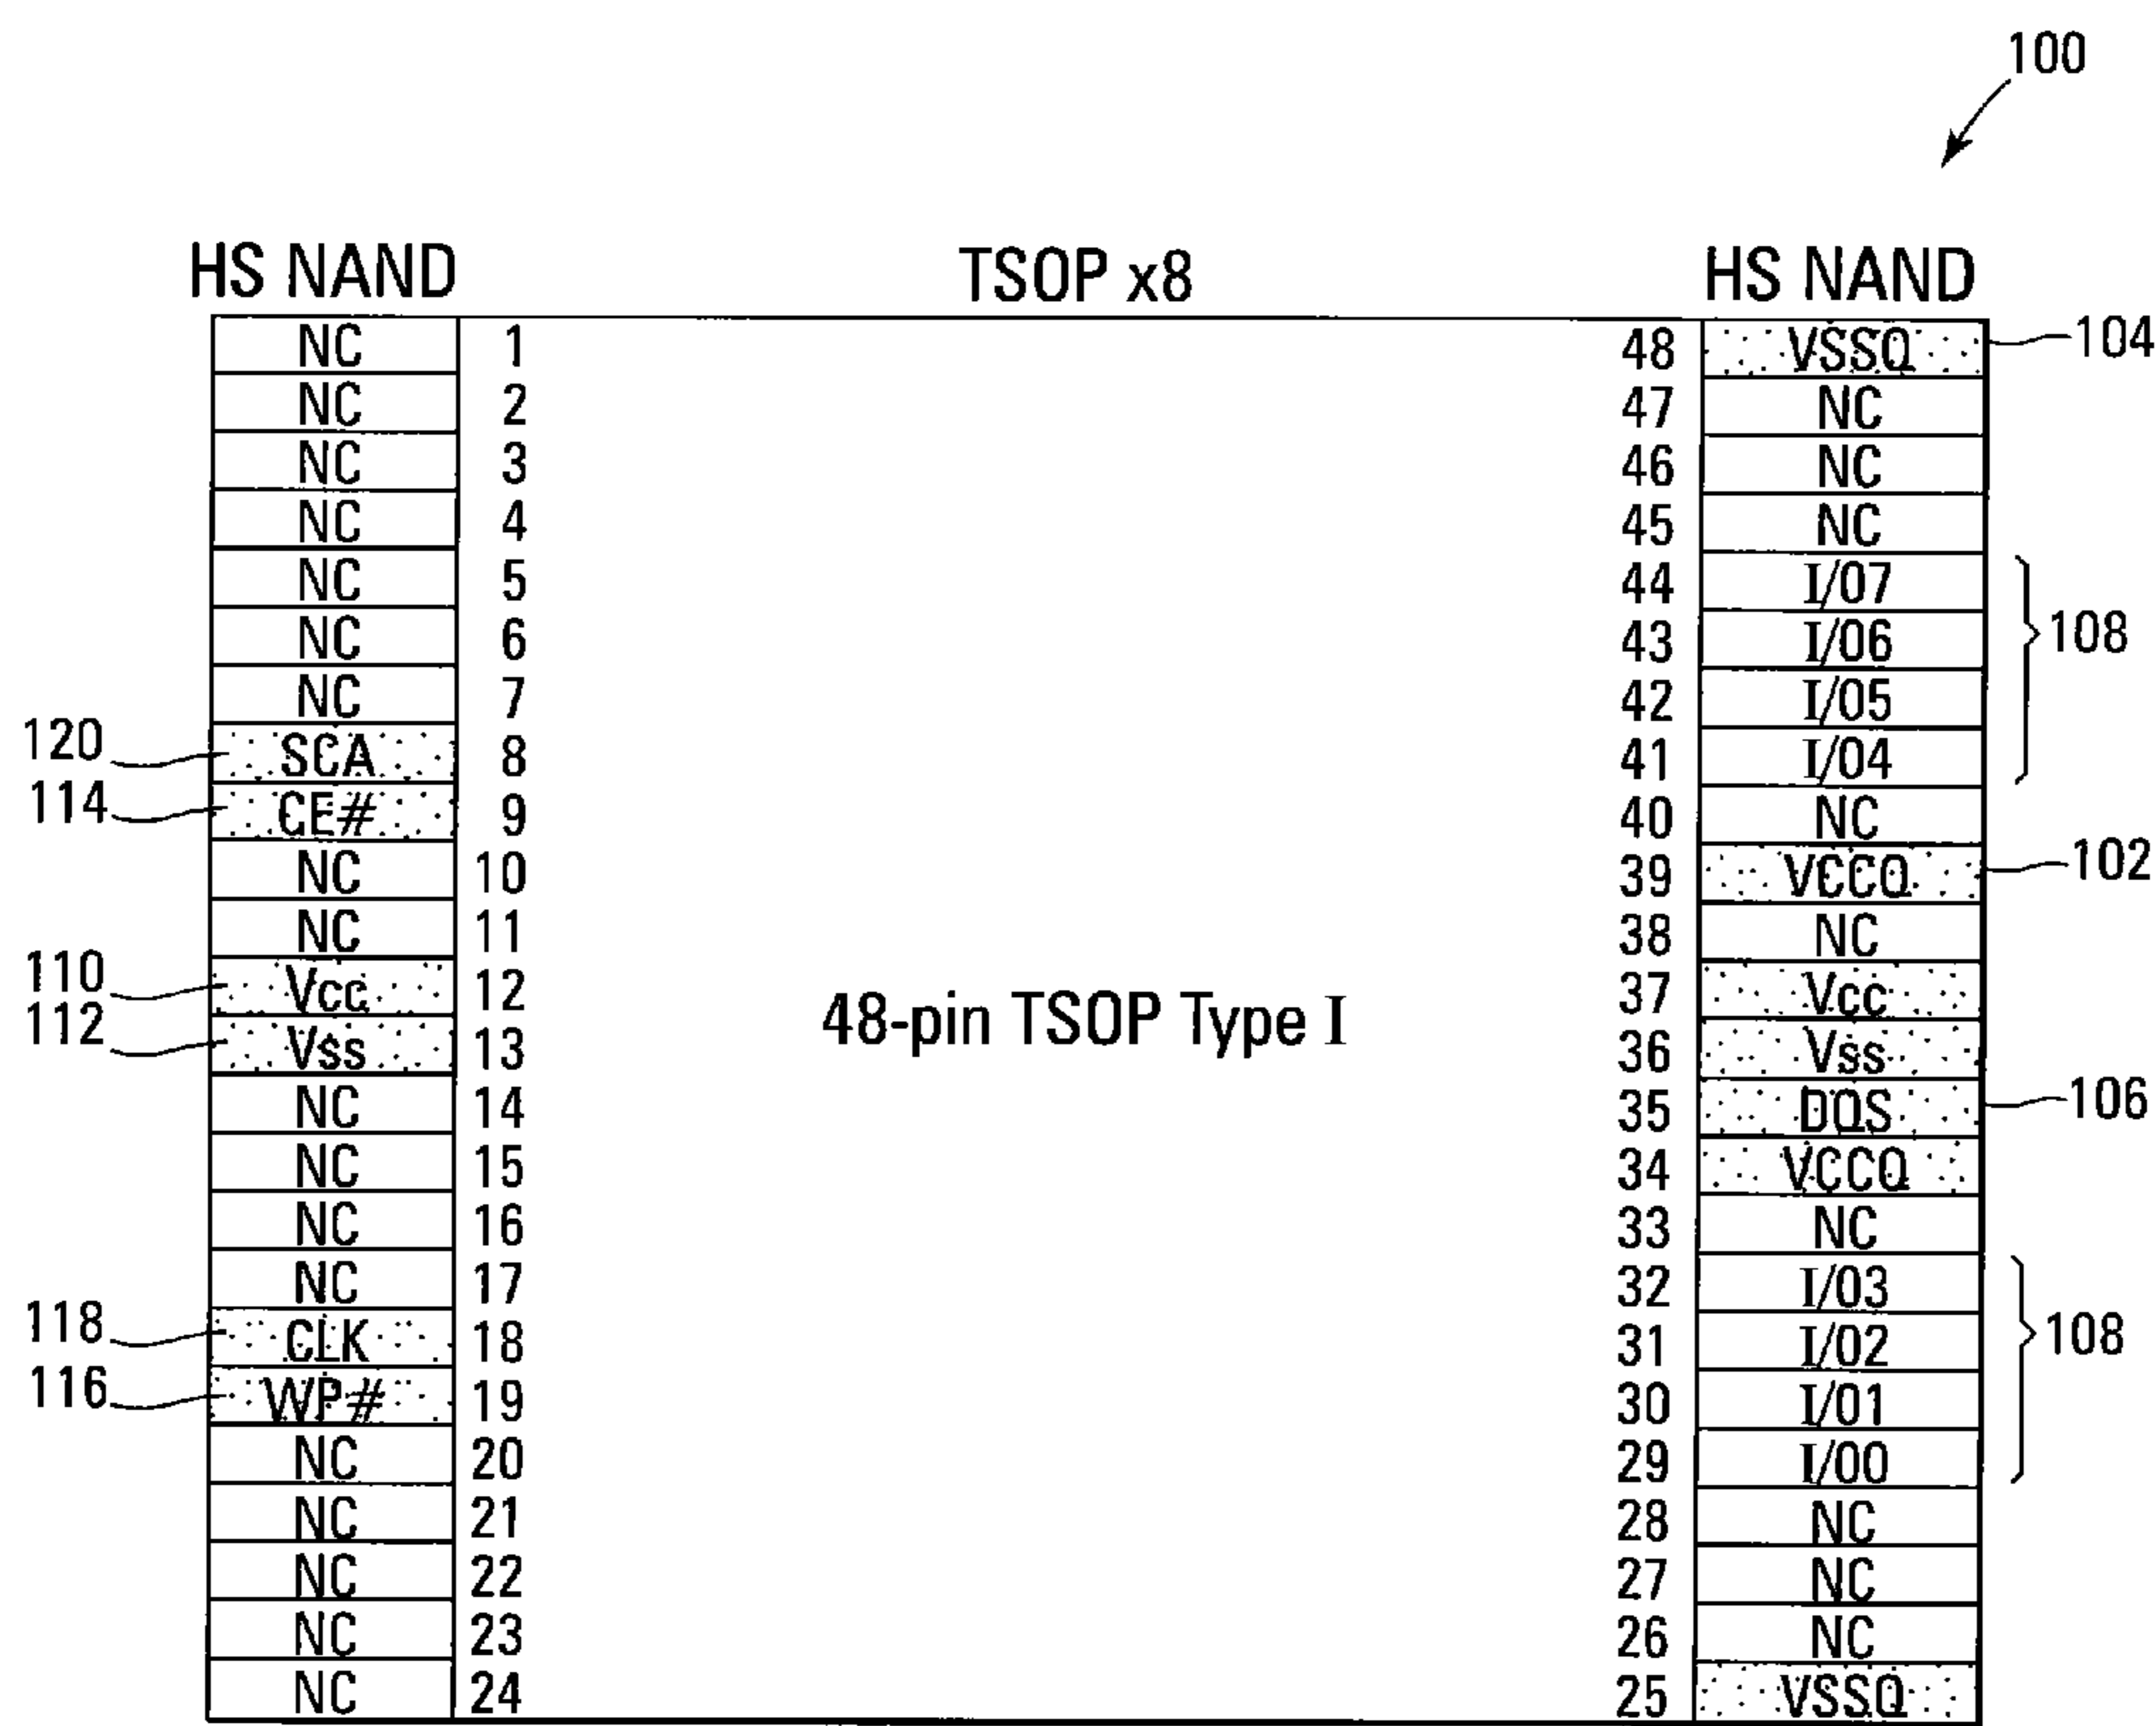 100
HS NAND TSOP x8 HS NAND
NC 1 48 VSSQ 104
NC 2 47 NC
NC 3 46 NC
NC 4 45 NC
NC 5 44 I/07
NC 6 43 I/06 108
NC 7 42 I/05
120 SCA 8 41 I/04
114 CE# 9 40 NC
NC 10 39 VCCQ 102
NC 11 38 NC
110 Vcc 12 37 Vcc
112 Vss 13 48-pin TSOP Type I 36 Vss
NC 14 35 DQS 106
NC 15 34 VCCQ
NC 16 33 NC
NC 17 32 I/03
118 CLK 18 31 I/02 108
116 WP# 19 30 I/01
NC 20 29 I/00
NC 21 28 NC
NC 22 27 NC
NC 23 26 NC
NC 24 25 VSSQ